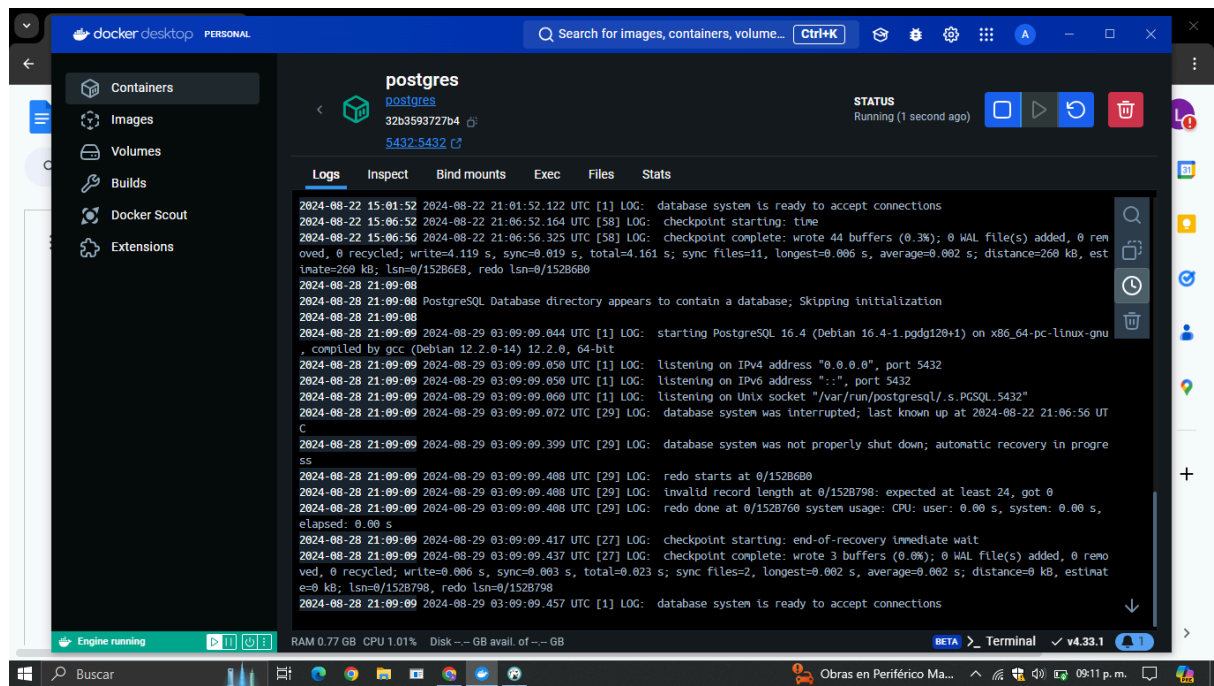 docker desktop PERSONAL
Search for images, containers, volume... Ctrl+K
A
Containers
Images
Volumes
Builds
Docker Scout
Extensions
postgres
postgres
32b3593727b4
5432:5432
STATUS
Running (1 second ago)
Logs Inspect Bind mounts Exec Files Stats
2024-08-22 15:01:52 2024-08-22 21:01:52.122 UTC [1] LOG:  database system is ready to accept connections
2024-08-22 15:06:52 2024-08-22 21:06:52.164 UTC [58] LOG:  checkpoint starting: time
2024-08-22 15:06:56 2024-08-22 21:06:56.325 UTC [58] LOG:  checkpoint complete: wrote 44 buffers (0.3%); 0 WAL file(s) added, 0 rem
oved, 0 recycled; write=4.119 s, sync=0.019 s, total=4.161 s; sync files=11, longest=0.006 s, average=0.002 s; distance=260 kB, est
imate=260 kB; lsn=0/152B6E8, redo lsn=0/152B6B0
2024-08-28 21:09:08
2024-08-28 21:09:08 PostgreSQL Database directory appears to contain a database; Skipping initialization
2024-08-28 21:09:08
2024-08-28 21:09:09 2024-08-29 03:09:09.044 UTC [1] LOG:  starting PostgreSQL 16.4 (Debian 16.4-1.pgdg120+1) on x86_64-pc-linux-gnu
, compiled by gcc (Debian 12.2.0-14) 12.2.0, 64-bit
2024-08-28 21:09:09 2024-08-29 03:09:09.050 UTC [1] LOG:  listening on IPv4 address "0.0.0.0", port 5432
2024-08-28 21:09:09 2024-08-29 03:09:09.050 UTC [1] LOG:  listening on IPv6 address "::", port 5432
2024-08-28 21:09:09 2024-08-29 03:09:09.060 UTC [1] LOG:  listening on Unix socket "/var/run/postgresql/.s.PGSQL.5432"
2024-08-28 21:09:09 2024-08-29 03:09:09.072 UTC [29] LOG:  database system was interrupted; last known up at 2024-08-22 21:06:56 UT
C
2024-08-28 21:09:09 2024-08-29 03:09:09.399 UTC [29] LOG:  database system was not properly shut down; automatic recovery in progre
ss
2024-08-28 21:09:09 2024-08-29 03:09:09.408 UTC [29] LOG:  redo starts at 0/152B6B0
2024-08-28 21:09:09 2024-08-29 03:09:09.408 UTC [29] LOG:  invalid record length at 0/152B798: expected at least 24, got 0
2024-08-28 21:09:09 2024-08-29 03:09:09.408 UTC [29] LOG:  redo done at 0/152B760 system usage: CPU: user: 0.00 s, system: 0.00 s,
elapsed: 0.00 s
2024-08-28 21:09:09 2024-08-29 03:09:09.417 UTC [27] LOG:  checkpoint starting: end-of-recovery immediate wait
2024-08-28 21:09:09 2024-08-29 03:09:09.437 UTC [27] LOG:  checkpoint complete: wrote 3 buffers (0.0%); 0 WAL file(s) added, 0 remo
ved, 0 recycled; write=0.006 s, sync=0.003 s, total=0.023 s; sync files=2, longest=0.002 s, average=0.002 s; distance=0 kB, estimat
e=0 kB; lsn=0/152B798, redo lsn=0/152B798
2024-08-28 21:09:09 2024-08-29 03:09:09.457 UTC [1] LOG:  database system is ready to accept connections
31
Engine running
RAM 0.77 GB CPU 1.01% Disk --.-- GB avail. of --.-- GB
BETA >_ Terminal v4.33.1 1
Buscar
Obras en Periférico Ma... 09:11 p. m.